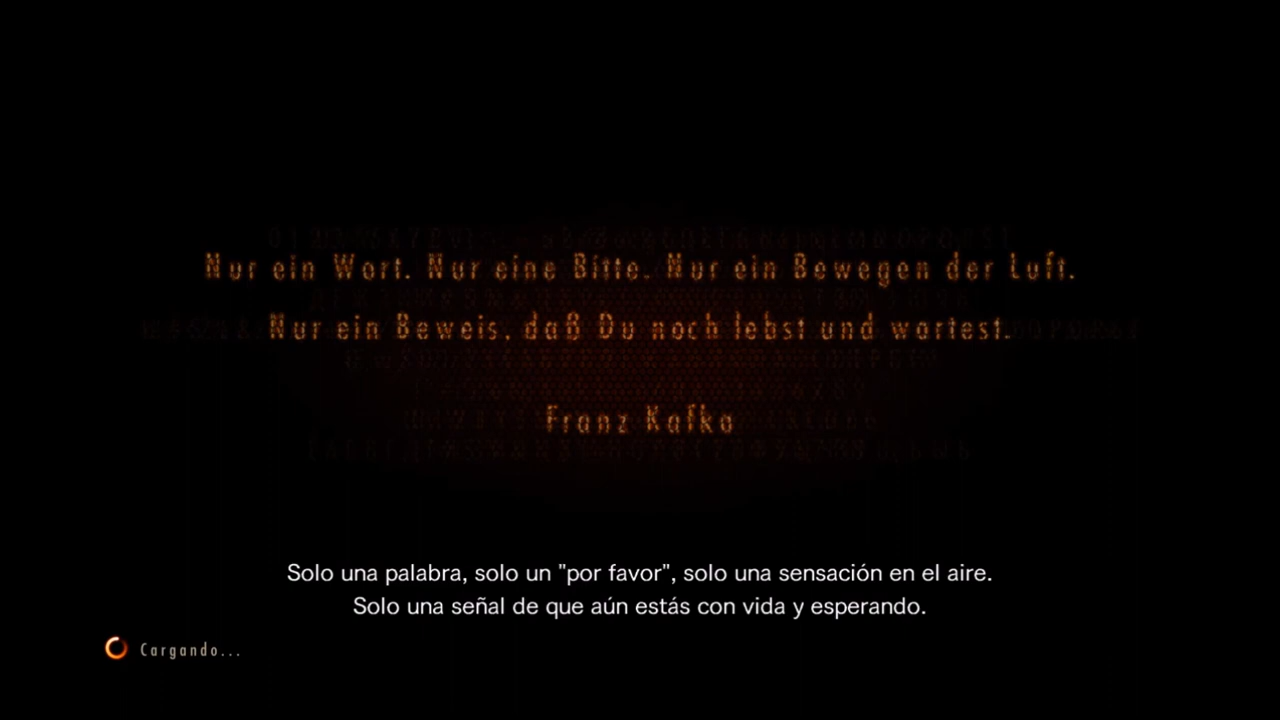 Nur ein Wort. Nur eine Bitte. Nur ein Bewegen der Luft.
Nur ein Beweis, daß Du noch lebst und wartest.
Franz Kafka
Solo una palabra, solo un "por favor", solo una sensación en el aire.
Solo una señal de que aún estás con vida y esperando.
Cargando...